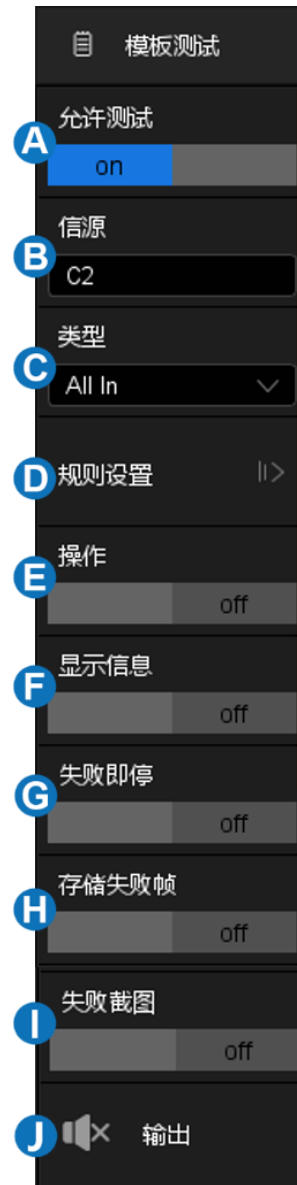 模板测试
A
允许测试
on
B
信源
C2
C
类型
All In
D
规则设置
E
操作
off
F
显示信息
off
G
失败即停
off
H
存储失败帧
off
I
失败截图
off
J
输出